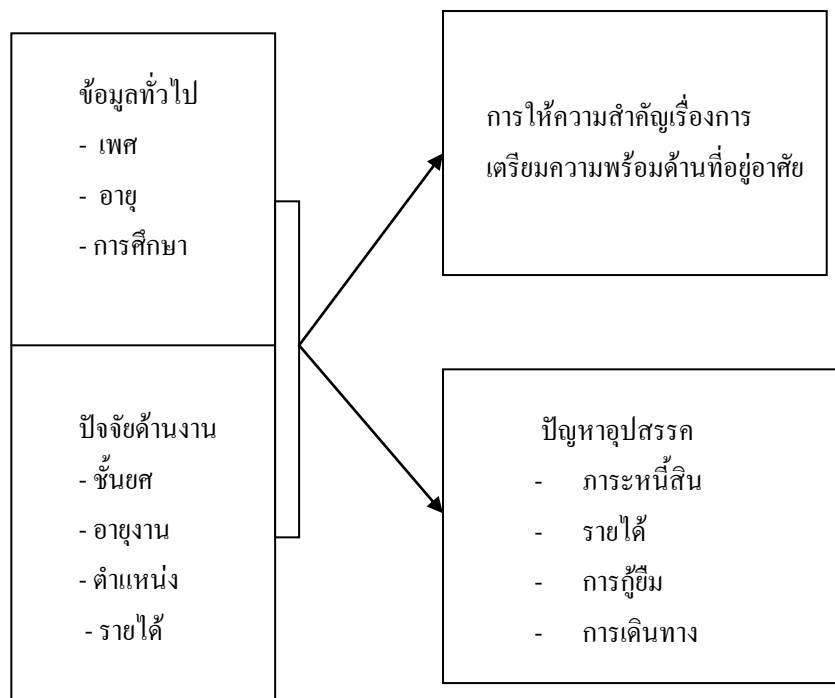 ข้อมูลทั่วไป
- เพศ
- อายุ
- การศึกษา
ปัจจัยด้านงาน
- ชั้นยศ
- อายุงาน
- ตำแหน่ง
- รายได้
การให้ความสำคัญเรื่องการ
เตรียมความพร้อมด้านที่อยู่อาศัย
ปัญหาอุปสรรค
- ภาระหนี้สิน
- รายได้
- การกู้ยืม
- การเดินทาง